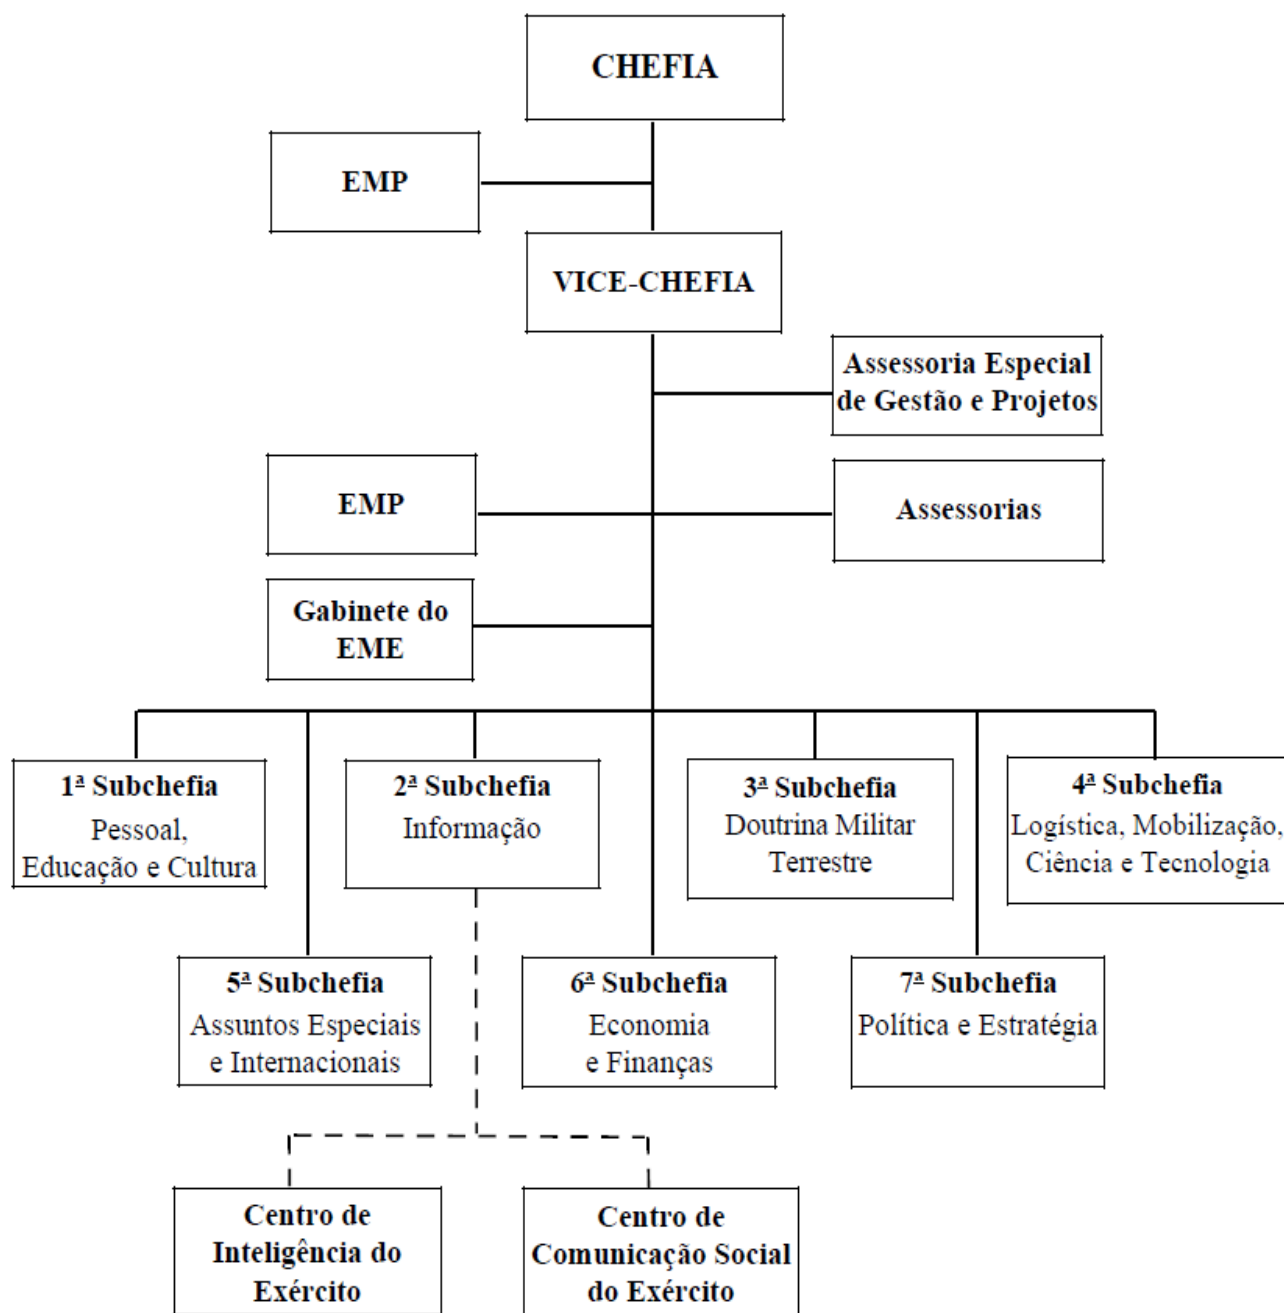 CHEFIA
EMP
VICE-CHEFIA
Assessoria Especial
de Gestão e Projetos
EMP
Assessorias
Gabinete do
EME
1ª Subchefia
Pessoal,
Educação e Cultura
2ª Subchefia
Informação
3ª Subchefia
Doutrina Militar
Terrestre
4ª Subchefia
Logística, Mobilização,
Ciência e Tecnologia
5ª Subchefia
Assuntos Especiais
e Internacionais
6ª Subchefia
Economia
e Finanças
7ª Subchefia
Política e Estratégia
Centro de
Inteligência do
Exército
Centro de
Comunicação Social
do Exército